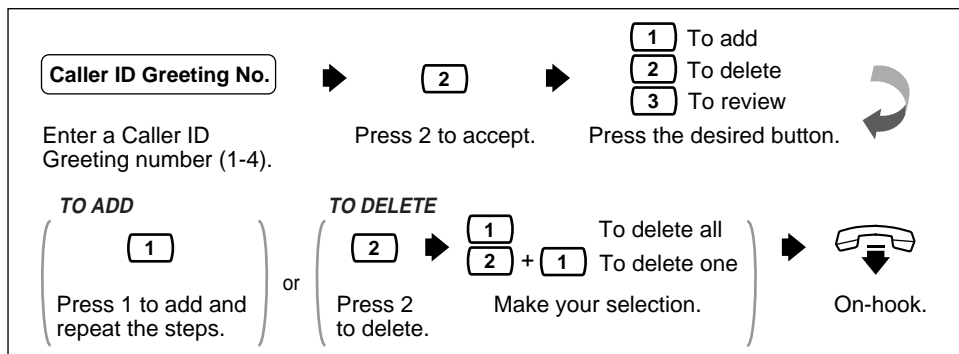 1 To add
Caller ID Greeting No. 2 2 To delete
3 To review
Enter a Caller ID Press 2 to accept. Press the desired button.
Greeting number (1-4).
TO ADD TO DELETE
1 2 1 To delete all
2 + 1 To delete one
or
Press 1 to add and Press 2 Make your selection. On-hook.
repeat the steps. to delete.